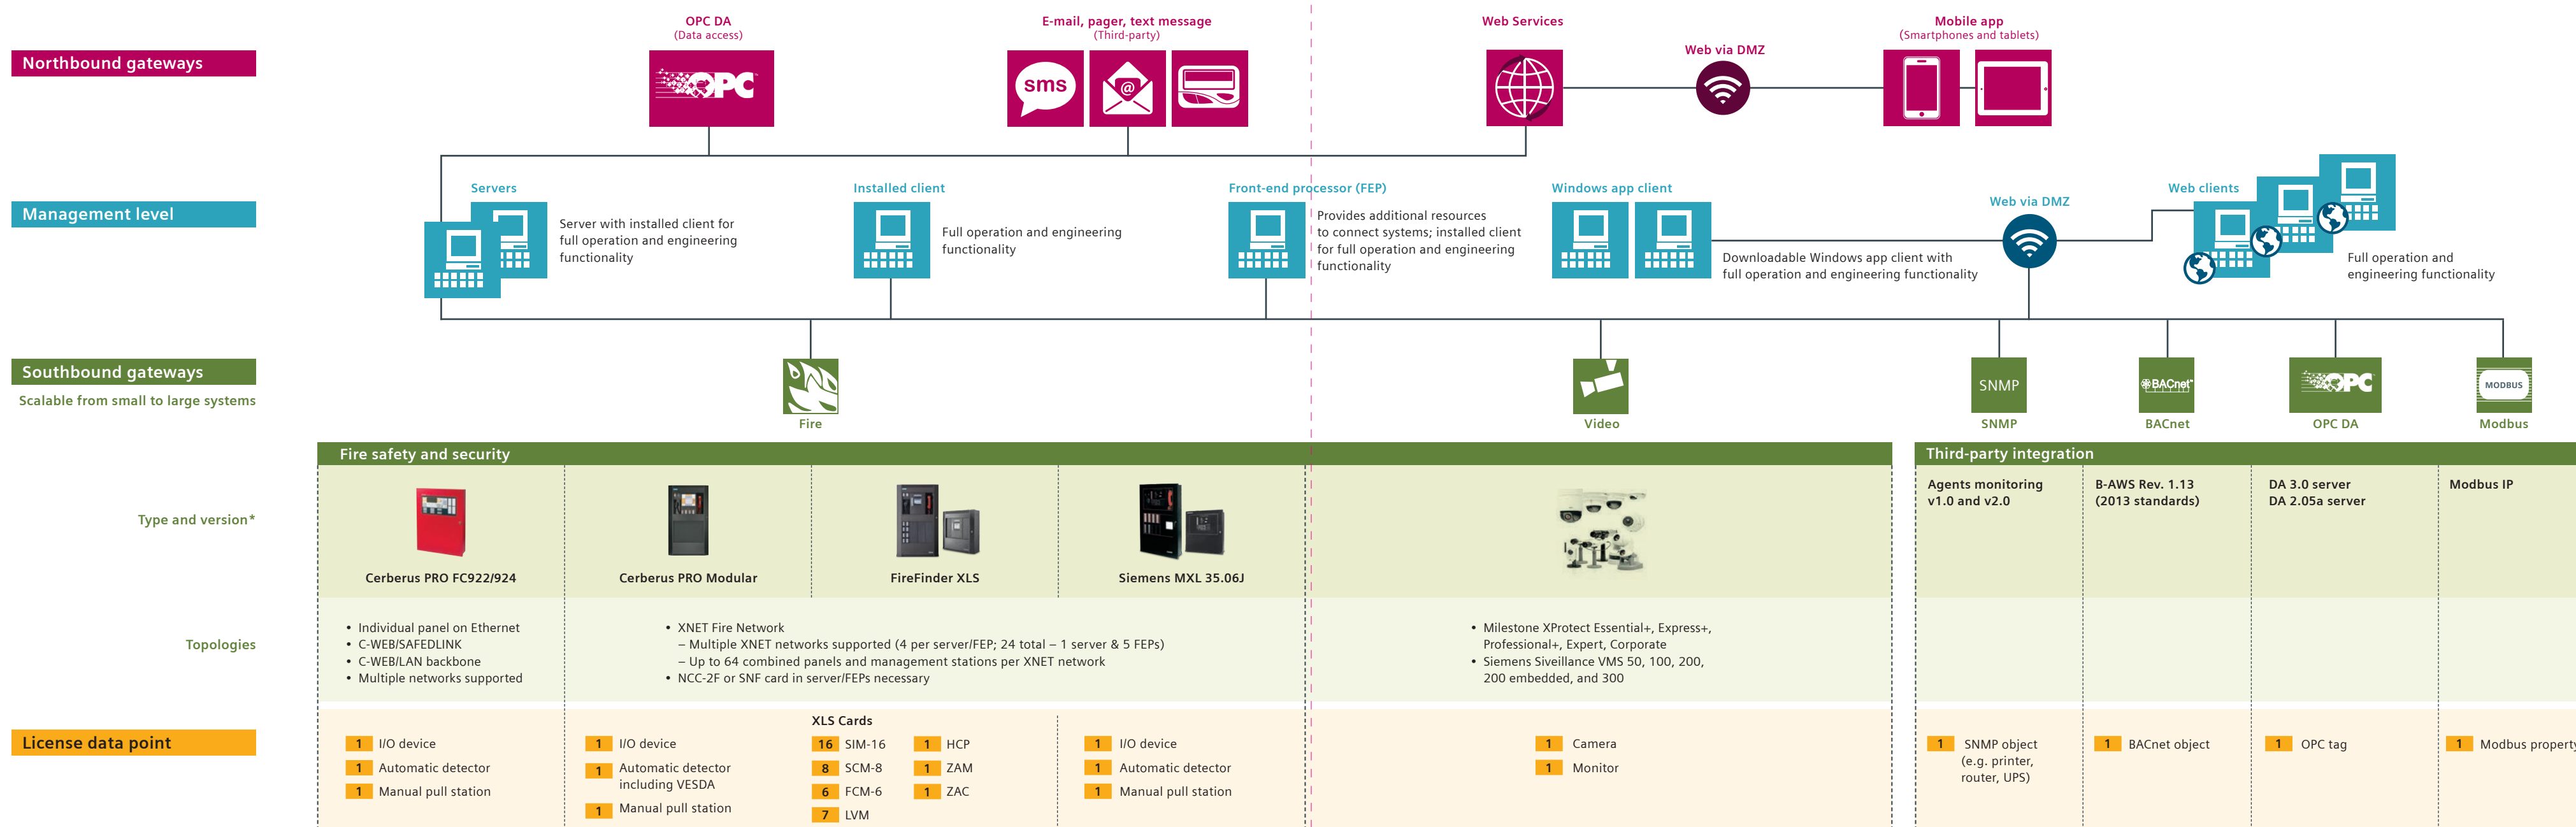 OPC DA
(Data access)
E-mail, pager, text message
(Third-party)
Web Services
Mobile app
(Smartphones and tablets)
Web via DMZ
Northbound gateways
OPC
sms
@
Servers
Installed client
Front-end processor (FEP)
Windows app client
Web clients
Web via DMZ
Management level
Server with installed client for
full operation and engineering
functionality
Full operation and engineering
functionality
Provides additional resources
to connect systems; installed client
for full operation and engineering
functionality
Downloadable Windows app client with
full operation and engineering functionality
Full operation and
engineering functionality
Southbound gateways
Scalable from small to large systems
Fire
Video
SNMP
SNMP
BACnet™
BACnet
OPC
OPC DA
MODBUS
Modbus
Fire safety and security
Third-party integration
Type and version*
Cerberus PRO FC922/924
Cerberus PRO Modular
FireFinder XLS
Siemens MXL 35.06J
Agents monitoring
v1.0 and v2.0
B-AWS Rev. 1.13
(2013 standards)
DA 3.0 server
DA 2.05a server
Modbus IP
Topologies
• Individual panel on Ethernet
• C-WEB/SAFEDLINK
• C-WEB/LAN backbone
• Multiple networks supported
• XNET Fire Network
– Multiple XNET networks supported (4 per server/FEP; 24 total – 1 server & 5 FEPs)
– Up to 64 combined panels and management stations per XNET network
• NCC-2F or SNF card in server/FEPs necessary
• Milestone XProtect Essential+, Express+,
Professional+, Expert, Corporate
• Siemens Siveillance VMS 50, 100, 200,
200 embedded, and 300
License data point
1 I/O device
1 Automatic detector
1 Manual pull station
1 I/O device
1 Automatic detector
including VESDA
1 Manual pull station
XLS Cards
16 SIM-16
8 SCM-8
6 FCM-6
7 LVM
1 HCP
1 ZAM
1 ZAC
1 I/O device
1 Automatic detector
1 Manual pull station
1 Camera
1 Monitor
1 SNMP object
(e.g. printer,
router, UPS)
1 BACnet object
1 OPC tag
1 Modbus property